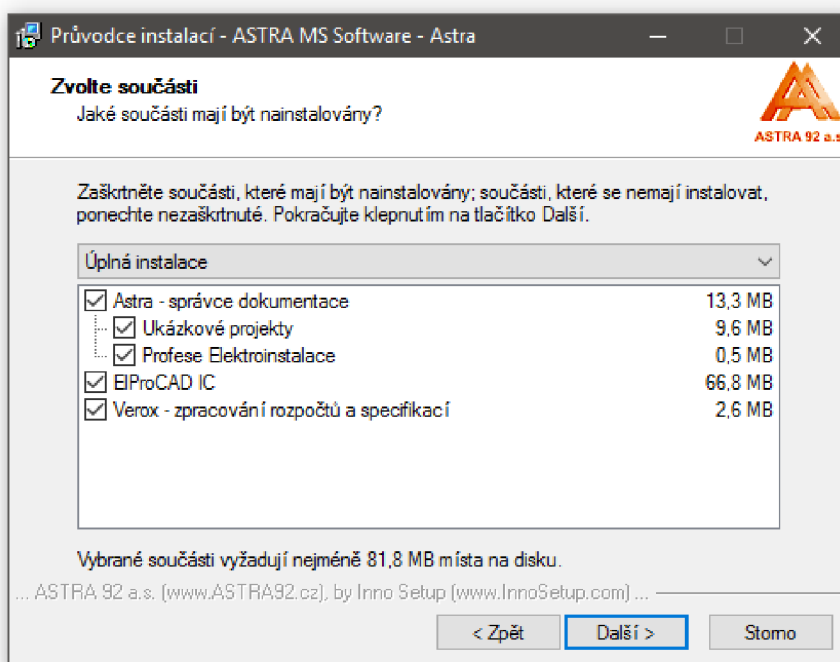 Průvodce instalací - ASTRA MS Software - Astra
Zvolte součásti
Jaké součásti mají být nainstalovány?
ASTRA 92 a.s
Zaškrtněte součásti, které mají být nainstalovány; součásti, které se nemají instalovat,
ponechte nezaškrtnuté. Pokračujte klepnutím na tlačítko Další.
Úplná instalace
Astra - správce dokumentace 13,3 MB
Ukázkové projekty 9,6 MB
Profese Elektroinstalace 0,5 MB
ElProCAD IC 66,8 MB
Verox - zpracování rozpočtů a specifikací 2,6 MB
Vybrané součásti vyžadují nejméně 81,8 MB místa na disku.
... ASTRA 92 a.s. (www.ASTRA92.cz), by Inno Setup (www.InnoSetup.com) ...
< Zpět Další > Storno